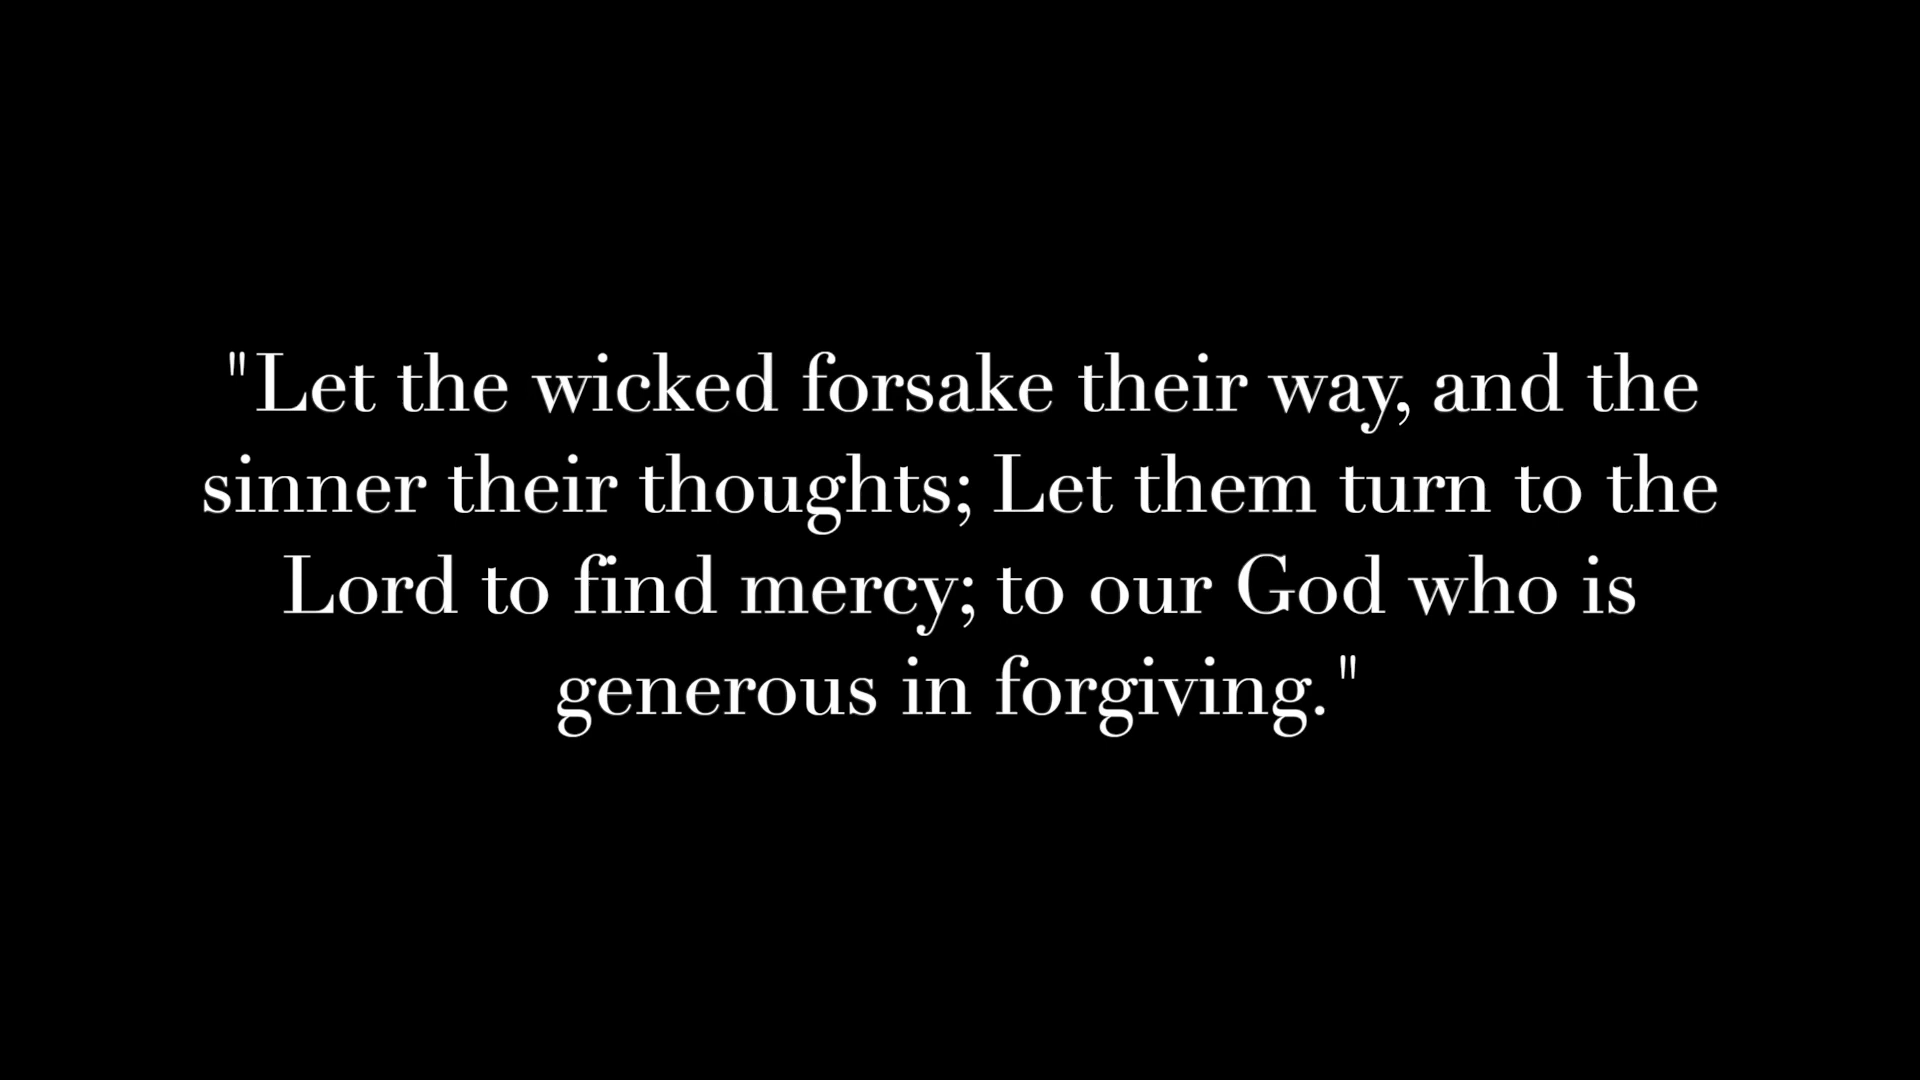 "Let the wicked forsake their way, and the
sinner their thoughts; Let them turn to the
Lord to find mercy; to our God who is
generous in forgiving."